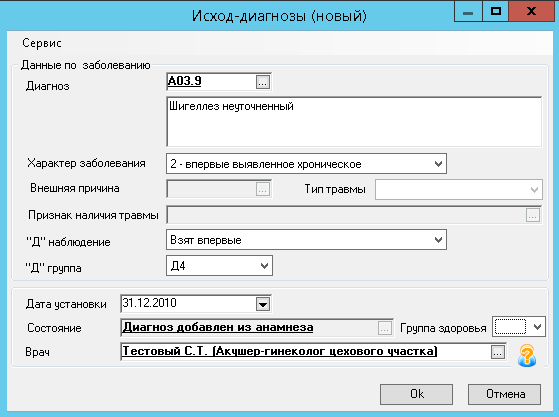 Исход-диагнозы (новый)
Сервис
Данные по заболеванию
Диагноз A03.9 ...
Шигеллез неуточненный
Характер заболевания 2 - впервые выявленное хроническое
Внешняя причина ... Тип травмы
Признак наличия травмы ...
"Д" наблюдение Взят впервые
"Д" группа Д4
Дата установки 31.12.2010
Состояние Диагноз добавлен из анамнеза ... Группа здоровья
Врач Тестовый С.Т. (Акушер-гинеколог цехового участка) ... ?
Ok Отмена